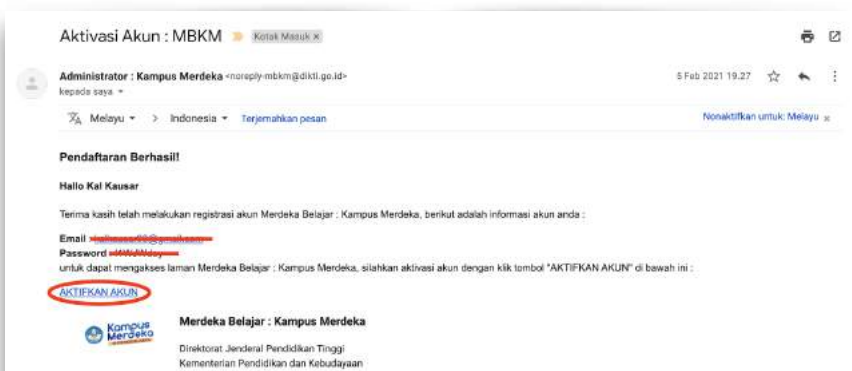 Aktivasi Akun : MBKM Kotak Masuk ×
Administrator : Kampus Merdeka <noreply-mbkm@dikti.go.id> 5 Feb 2021 19.27
kepada saya
Melayu > Indonesia Terjemahkan pesan Nonaktifkan untuk: Melayu ×
Pendaftaran Berhasil!
Hallo Kal Kausar
Terima kasih telah melakukan registrasi akun Merdeka Belajar : Kampus Merdeka, berikut adalah informasi akun anda :
Email :
Password :
untuk dapat mengakses laman Merdeka Belajar : Kampus Merdeka, silahkan aktivasi akun dengan klik tombol "AKTIFKAN AKUN" di bawah ini :
AKTIFKAN AKUN
Kampus
Merdeka
Merdeka Belajar : Kampus Merdeka
Direktorat Jenderal Pendidikan Tinggi
Kementerian Pendidikan dan Kebudayaan